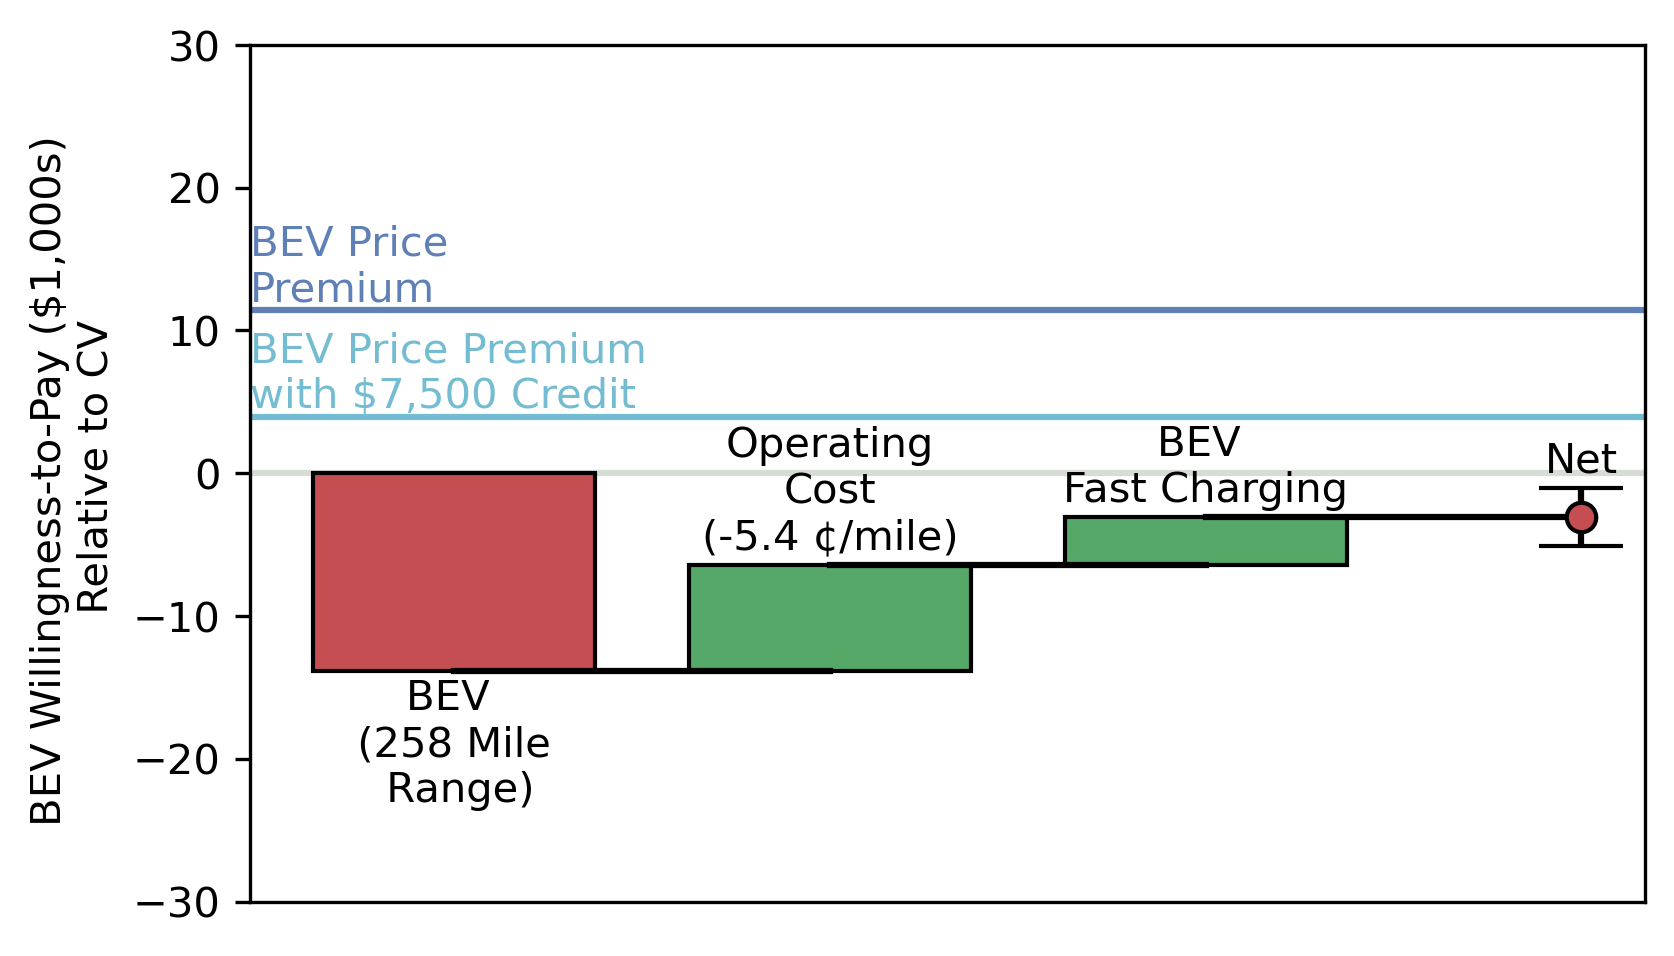 BEV Willingness-to-Pay ($1,000s)
Relative to CV
30
20
10
0
−10
−20
−30
BEV Price
Premium
BEV Price Premium
with $7,500 Credit
BEV
(258 Mile
Range)
Operating
Cost
(-5.4 ¢/mile)
BEV
Fast Charging
Net